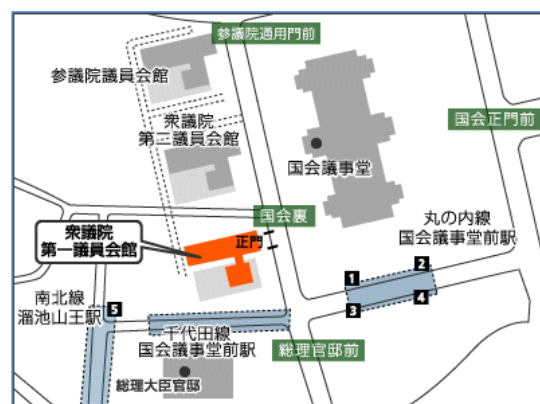 参議院通用門前
参議院議員会館
衆議院
第二議員会館
国会正門前
国会議事堂
国会裏
丸の内線
国会議事堂前駅
衆議院
第一議員会館
正門
1
2
3
4
南北線
溜池山王駅
5
千代田線
国会議事堂前駅
総理官邸前
総理大臣官邸